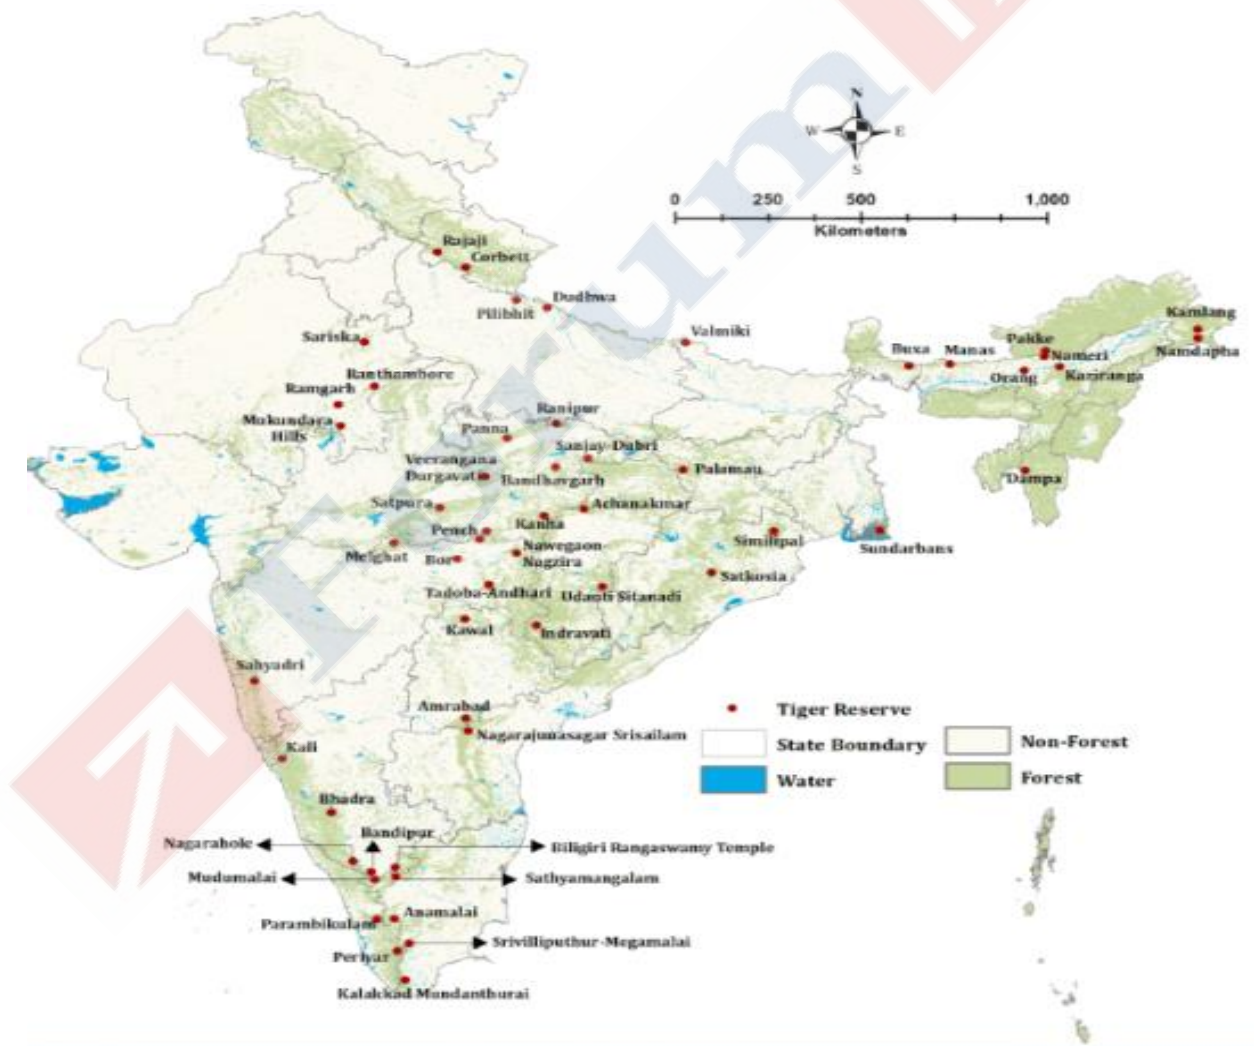 N
W
E
S
0
250
500
1,000
Kilometers
Rajaji
Corbett
Pilibhit
Dudhwa
Valmiki
Sariska
Ranthambore
Ramgarh
Mukundara
Hills
Buxa
Manas
Pakke
Nameri
Orang
Kaziranga
Kamlang
Namdapha
Dampa
Ranipur
Panna
Sanjay-Dubri
Veerangana
Durgavati
Bandhavgarh
Palamau
Satpura
Achanakmar
Kanha
Pench
Melghat
Bor
Nawegaon-
Nagzira
Similipal
Sundarbans
Satkosia
Tadoba-Andhari
Udanti Sitanadi
Kawal
Indravati
Sahyadri
Amrabad
Nagarajunasagar Srisailam
Kali
Bhadra
Bandipur
Nagarahole
Biligiri Rangaswamy Temple
Mudumalai
Sathyamangalam
Anamalai
Parambikulam
Srivilliputhur-Megamalai
Periyar
Kalakkad Mundanthurai
Tiger Reserve
State Boundary
Water
Non-Forest
Forest